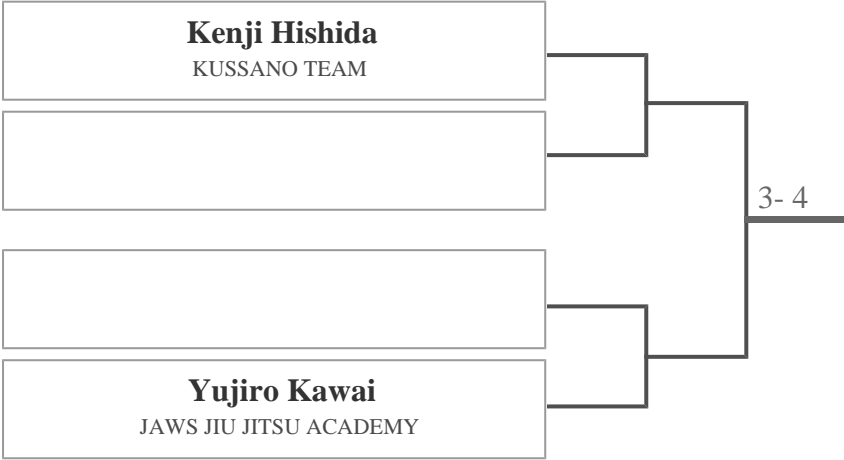 Kenji Hishida
KUSSANO TEAM
3- 4
Yujiro Kawai
JAWS JIU JITSU ACADEMY